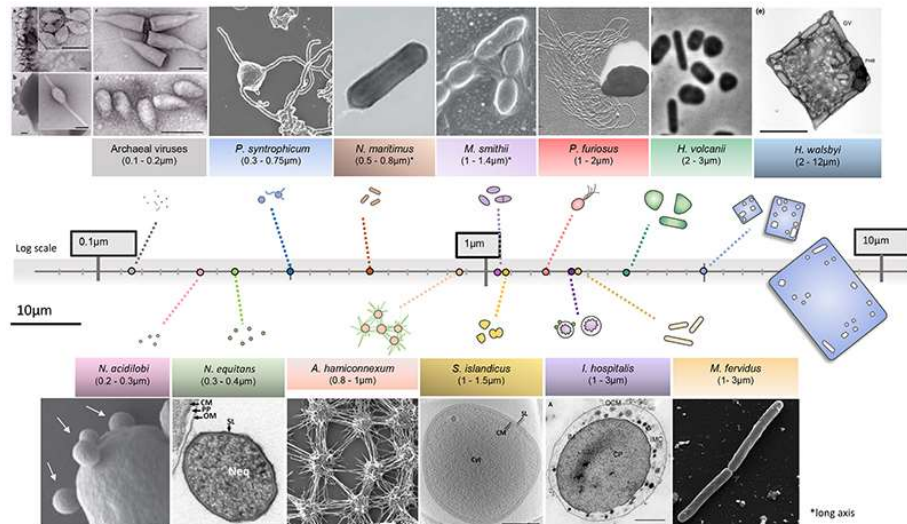 (e)
c
GV
b
d
PHB
Archaeal viruses
(0.1 - 0.2μm)
P. syntrophicum
(0.3 - 0.75μm)
N. maritimus
(0.5 - 0.8μm)*
M. smithii
(1 - 1.4μm)*
P. furiosus
(1 - 2μm)
H. volcanii
(2 - 3μm)
H. walsbyi
(2 - 12μm)
Log scale
0.1μm
1μm
10μm
10μm
N. acidilobi
(0.2 - 0.3μm)
N. equitans
(0.3 - 0.4μm)
A. hamiconnexum
(0.8 - 1μm)
S. islandicus
(1 - 1.5μm)
I. hospitalis
(1 - 3μm)
M. fervidus
(1- 3μm)
CM
PP
OM
SL
Neq
SL
CM
Cyt
A
OCM
IMC
CP
*long axis